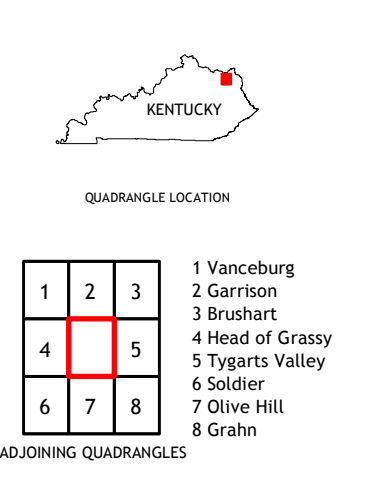 KENTUCKY
QUADRANGLE LOCATION
1 2 3
4 5
6 7 8
1 Vanceburg
2 Garrison
3 Brushart
4 Head of Grassy
5 Tygarts Valley
6 Soldier
7 Olive Hill
8 Grahn
ADJOINING QUADRANGLES